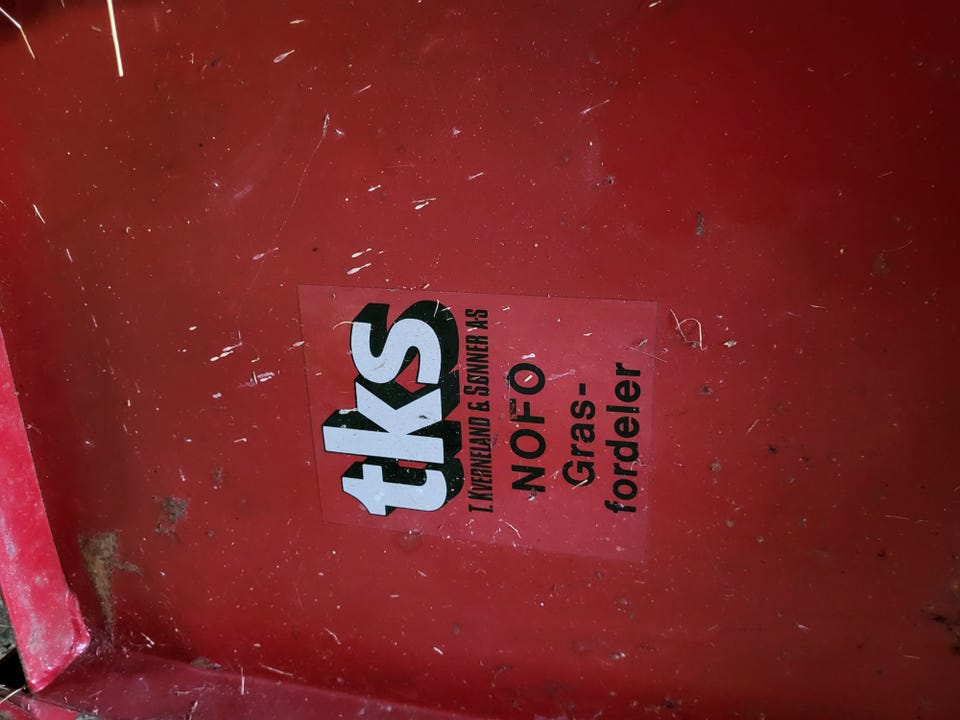 tks
T. KVERNELAND & SØNNER AS
NOFO
Gras-
fordeler